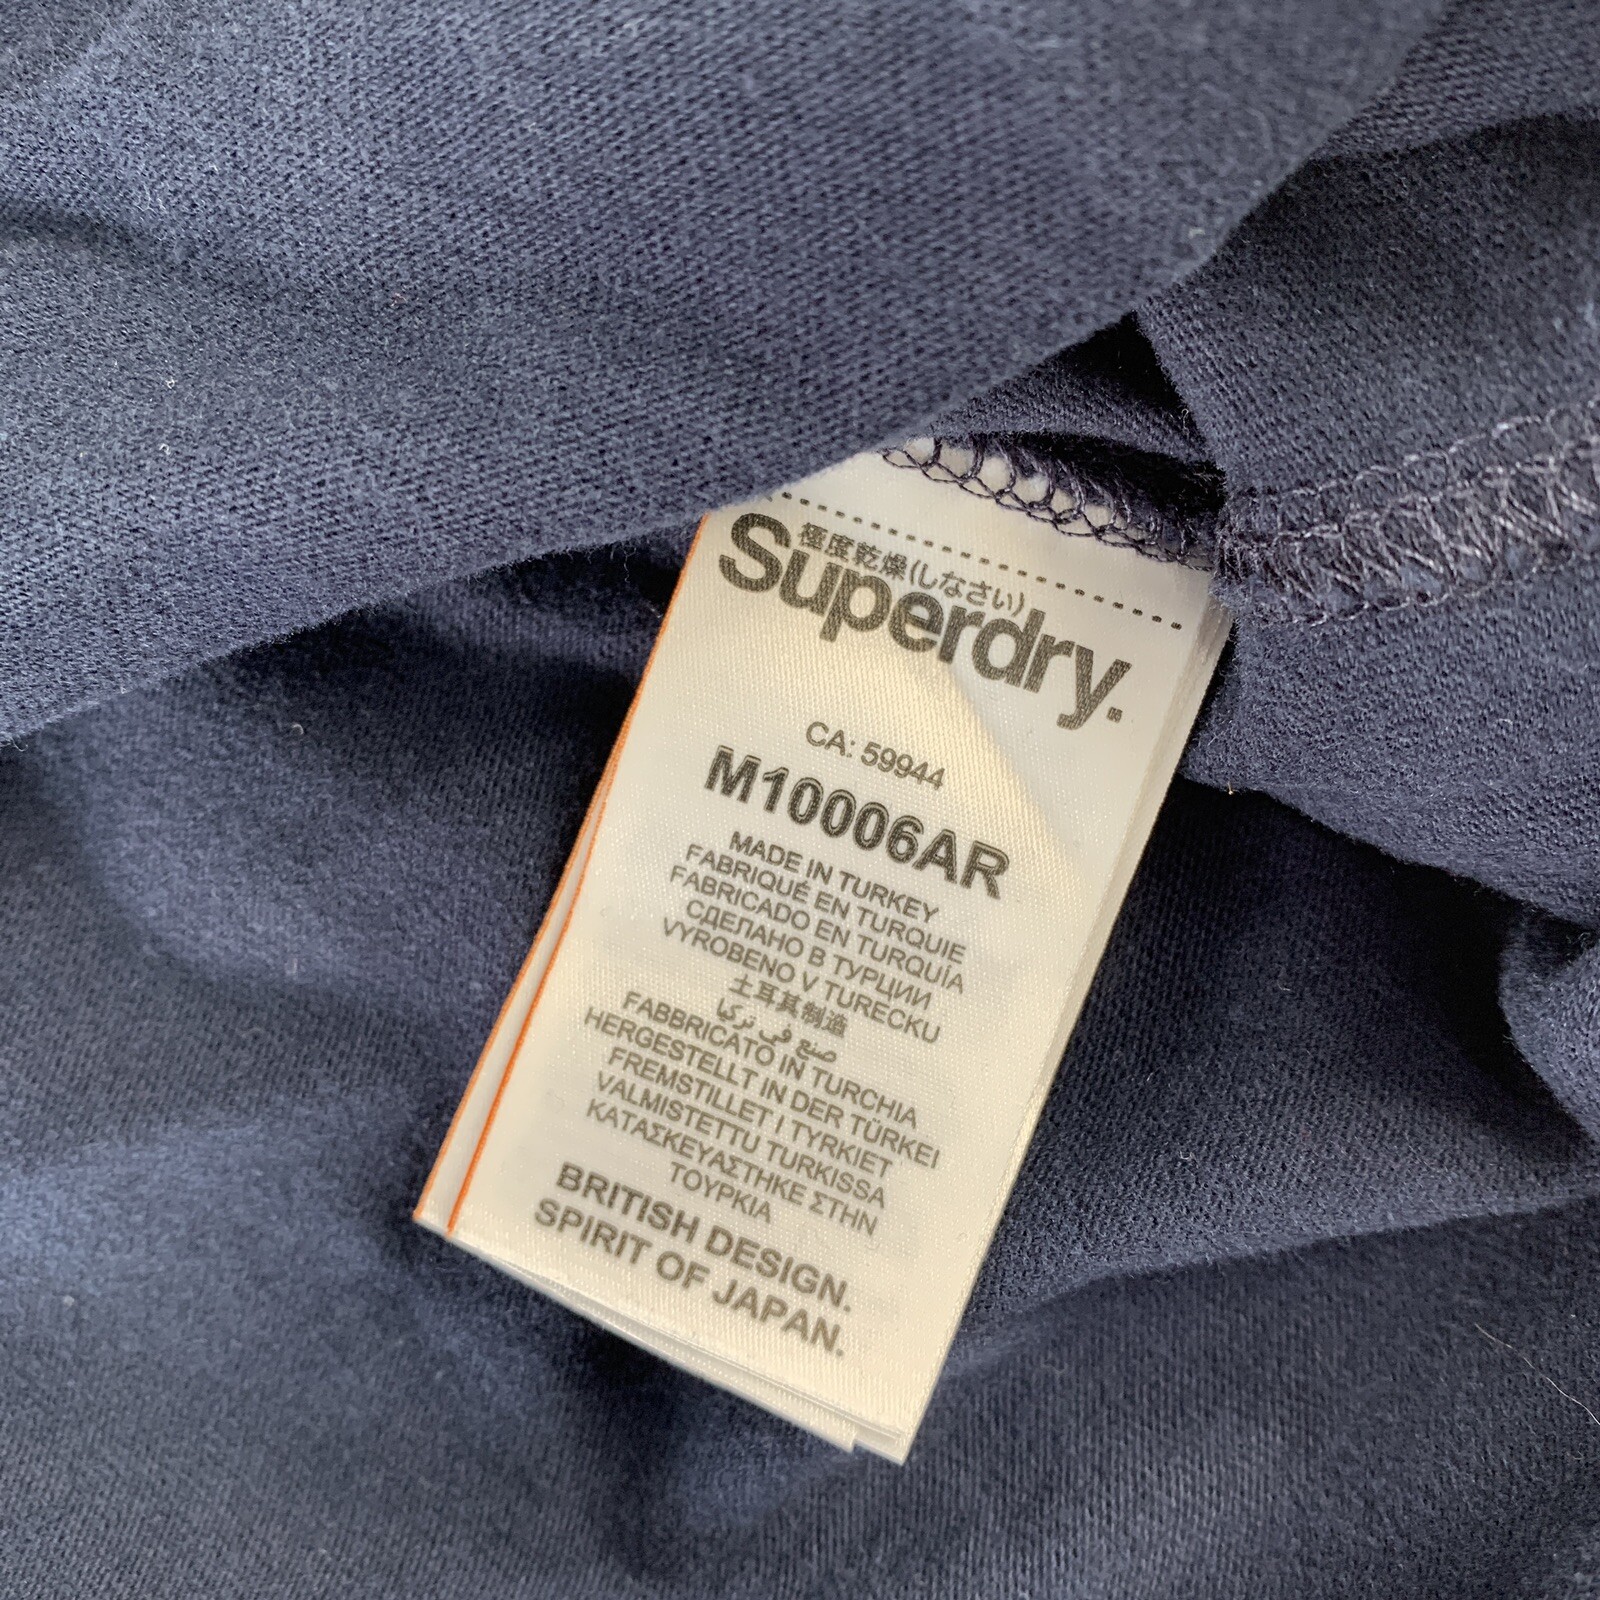 極度乾燥(しなさい)
Superdry.
CA: 59944
M10006AR
MADE IN TURKEY
FABRIQUÉ EN TURQUIE
FABRICADO EN TURQUÍA
СДЕЛАНО В ТУРЦИИ
VYROBENO V TURECKU
土耳其制造
صنع في تركيا
FABBRICATO IN TURCHIA
HERGESTELLT IN DER TÜRKEI
FREMSTILLET I TYRKIET
VALMISTETTU TURKISSA
ΚΑΤΑΣΚΕΥΑΣΤΗΚΕ ΣΤΗΝ
ΤΟΥΡΚΙΑ
BRITISH DESIGN.
SPIRIT OF JAPAN.